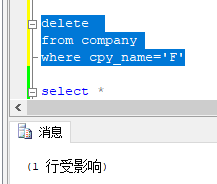 delete
from company
where cpy_name='F'
select *
消息
(1 行受影响)